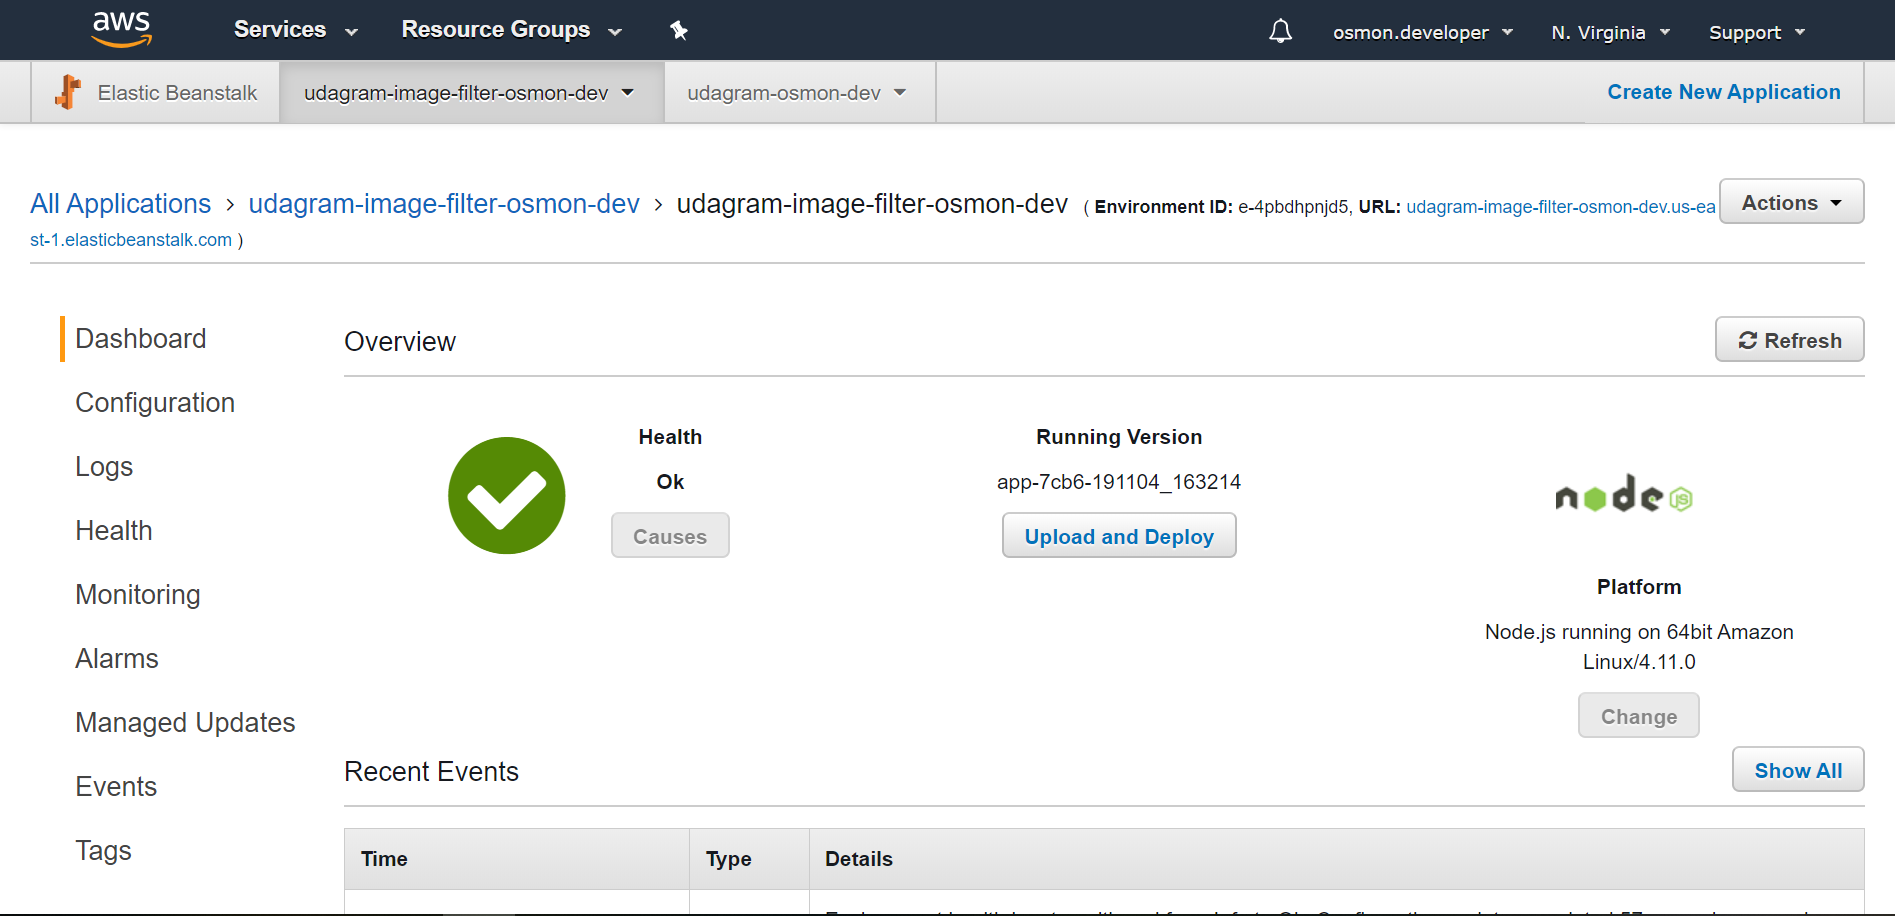 aws
Services
Resource Groups
osmon.developer
N. Virginia
Support
Elastic Beanstalk
udagram-image-filter-osmon-dev
udagram-osmon-dev
Create New Application
All Applications > udagram-image-filter-osmon-dev > udagram-image-filter-osmon-dev ( Environment ID: e-4pbdhpnjd5, URL: udagram-image-filter-osmon-dev.us-ea
st-1.elasticbeanstalk.com )
Actions
Dashboard
Configuration
Logs
Health
Monitoring
Alarms
Managed Updates
Events
Tags
Overview
Refresh
Health
Ok
Causes
Running Version
app-7cb6-191104_163214
Upload and Deploy
node JS
Platform
Node.js running on 64bit Amazon
Linux/4.11.0
Change
Recent Events
Show All
Time
Type
Details